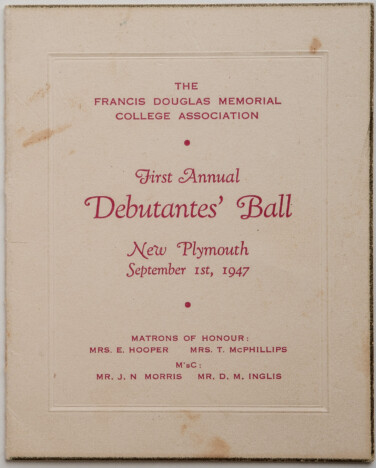 THE
FRANCIS DOUGLAS MEMORIAL
COLLEGE ASSOCIATION
First Annual
Debutantes' Ball
New Plymouth
September 1st, 1947
MATRONS OF HONOUR:
MRS. E. HOOPER MRS. T. McPHILLIPS
M'sC:
MR. J. N MORRIS MR. D. M. INGLIS